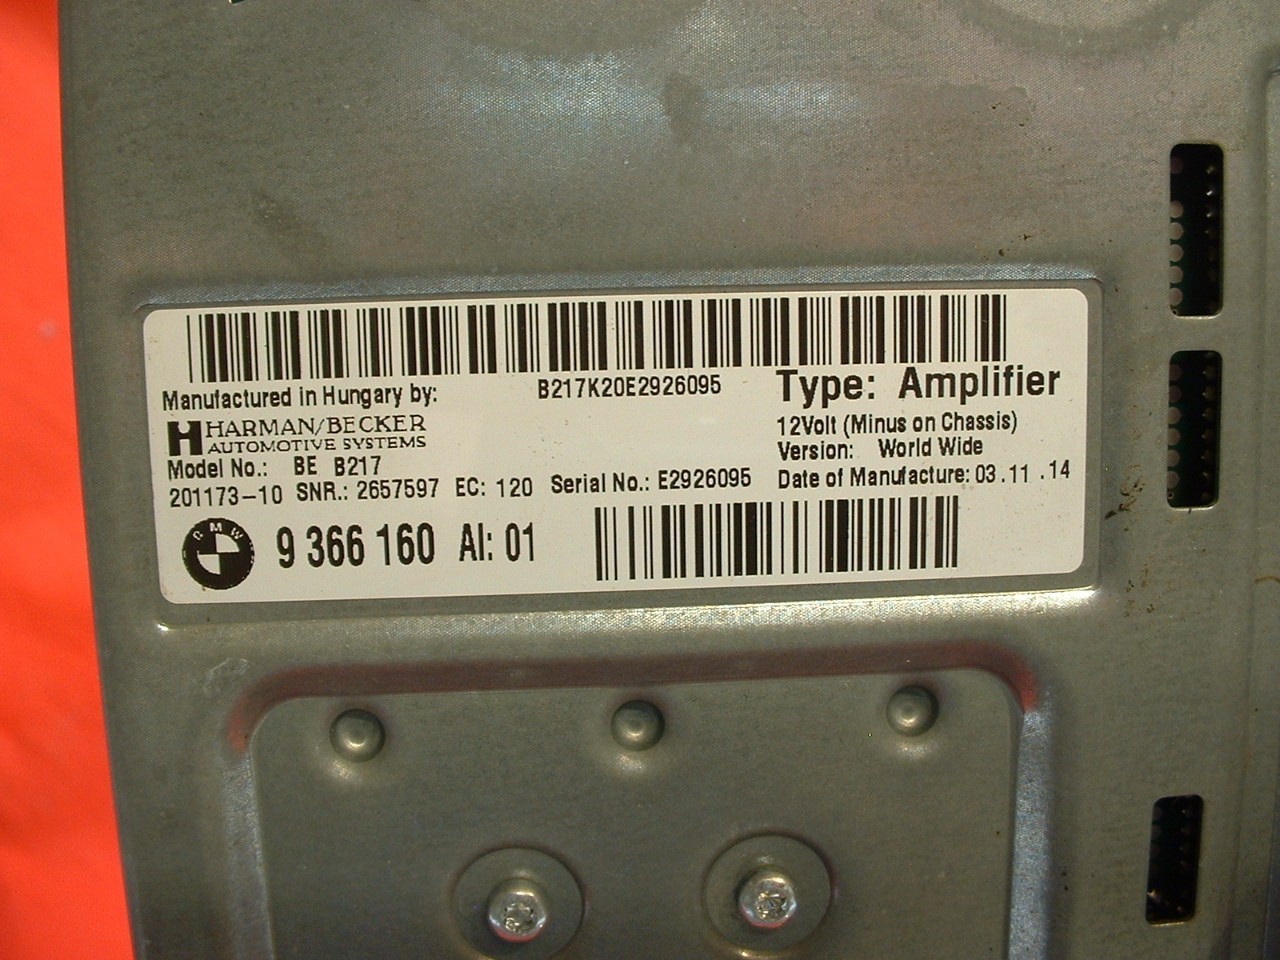 Manufactured in Hungary by:
B217K20E2926095
Type: Amplifier
HARMAN/BECKER
AUTOMOTIVE SYSTEMS
12Volt (Minus on Chassis)
Version: World Wide
Model No.: BE B217
201173-10 SNR.: 2657597 EC: 120 Serial No.: E2926095 Date of Manufacture: 03.11.14
BMW
9 366 160 AI: 01